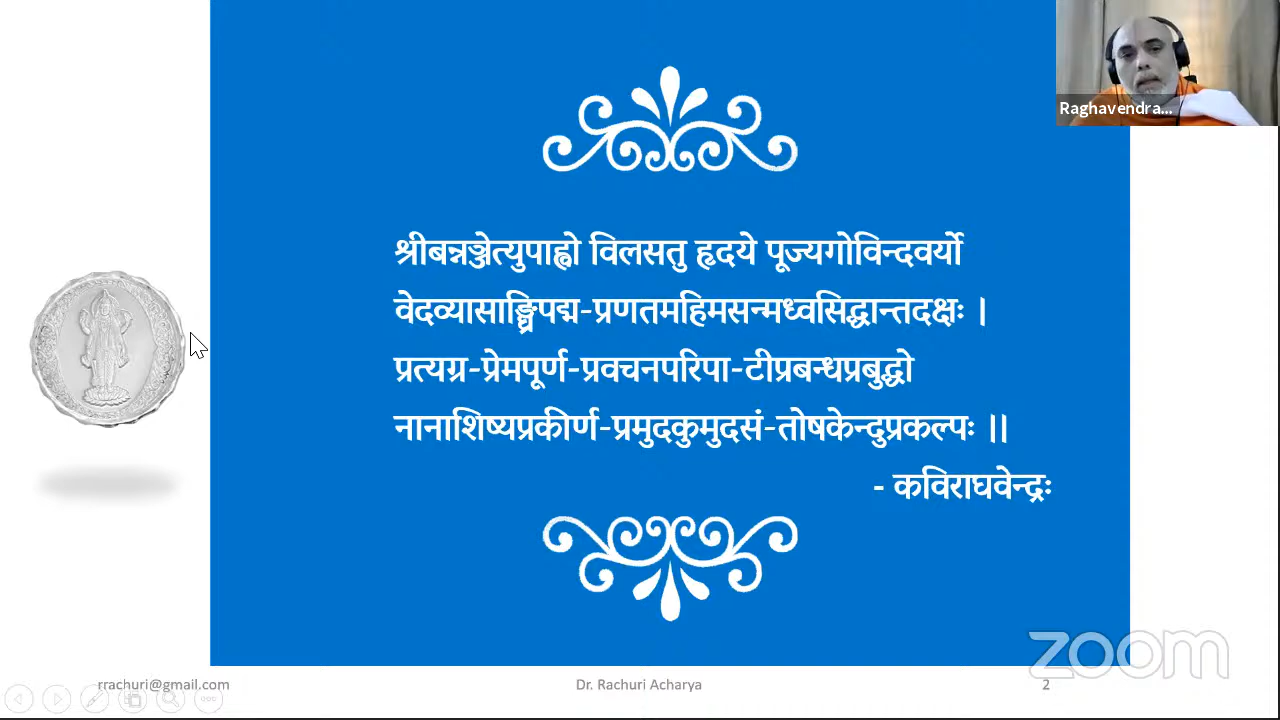 Raghavendra...
श्रीबन्नञ्जेत्युपाह्वो विलसतु हृदये पूज्यगोविन्दवर्यो
वेदव्यासाङ्घ्रिपद्म-प्रणतमहिमसन्मध्वसिद्धान्तदक्षः ।
प्रत्यग्र-प्रेमपूर्ण-प्रवचनपरिपा-टीप्रबन्धप्रबुद्धो
नानाशिष्यप्रकीर्ण-प्रमुदकुमुदसं-तोषकेन्दुप्रकल्पः ।।
- कविराघवेन्द्रः
zoom
rrachuri@gmail.com
Dr. Rachuri Acharya
2